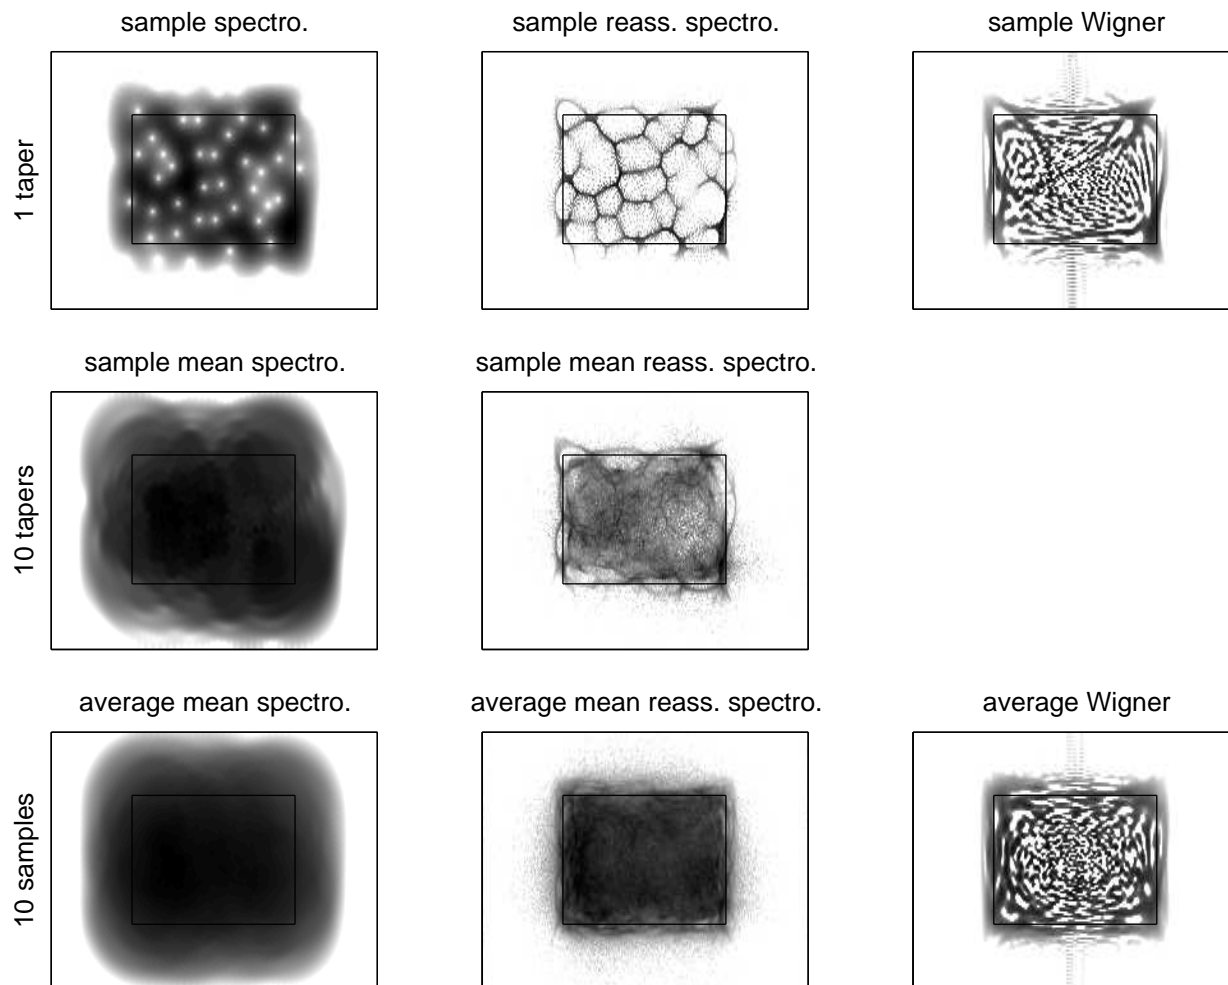 sample spectro.
sample reass. spectro.
sample Wigner
1 taper
sample mean spectro.
sample mean reass. spectro.
10 tapers
average mean spectro.
average mean reass. spectro.
average Wigner
10 samples